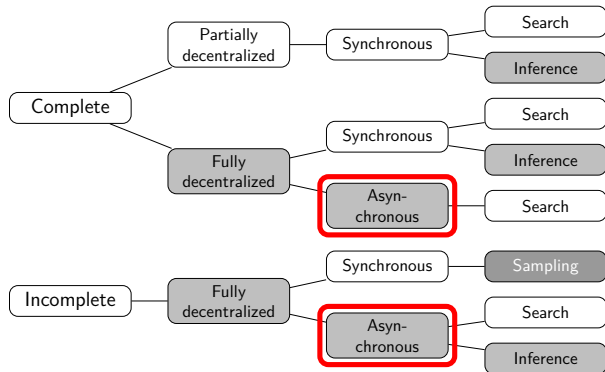 Partially
decentralized
Synchronous
Search
Inference
Complete
Fully
decentralized
Synchronous
Search
Inference
Asyn-
chronous
Search
Incomplete
Fully
decentralized
Synchronous
Sampling
Asyn-
chronous
Search
Inference